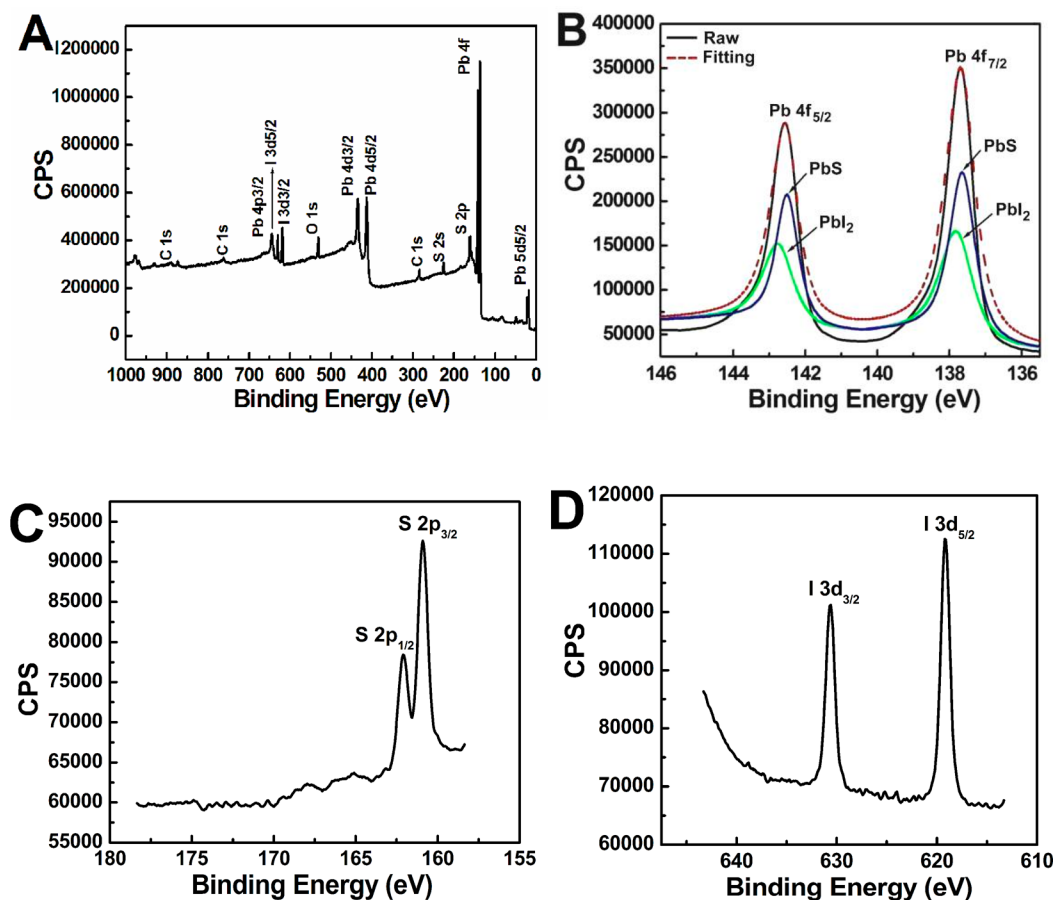 A
1200000
1000000
800000
600000
400000
200000
0
CPS
C 1s
C 1s
Pb 4p3/2
I 3d5/2
I 3d3/2
O 1s
Pb 4d3/2
Pb 4d5/2
C 1s
S 2s
S 2p
Pb 4f
Pb 5d5/2
1000 900 800 700 600 500 400 300 200 100 0
Binding Energy (eV)
B
400000
350000
300000
250000
200000
150000
100000
50000
CPS
Raw
Fitting
Pb 4f5/2
PbS
PbI2
Pb 4f7/2
PbS
PbI2
146 144 142 140 138 136
Binding Energy (eV)
C
95000
90000
85000
80000
75000
70000
65000
60000
55000
CPS
S 2p3/2
S 2p1/2
180 175 170 165 160 155
Binding Energy (eV)
D
120000
110000
100000
90000
80000
70000
60000
CPS
I 3d5/2
I 3d3/2
640 630 620 610
Binding Energy (eV)